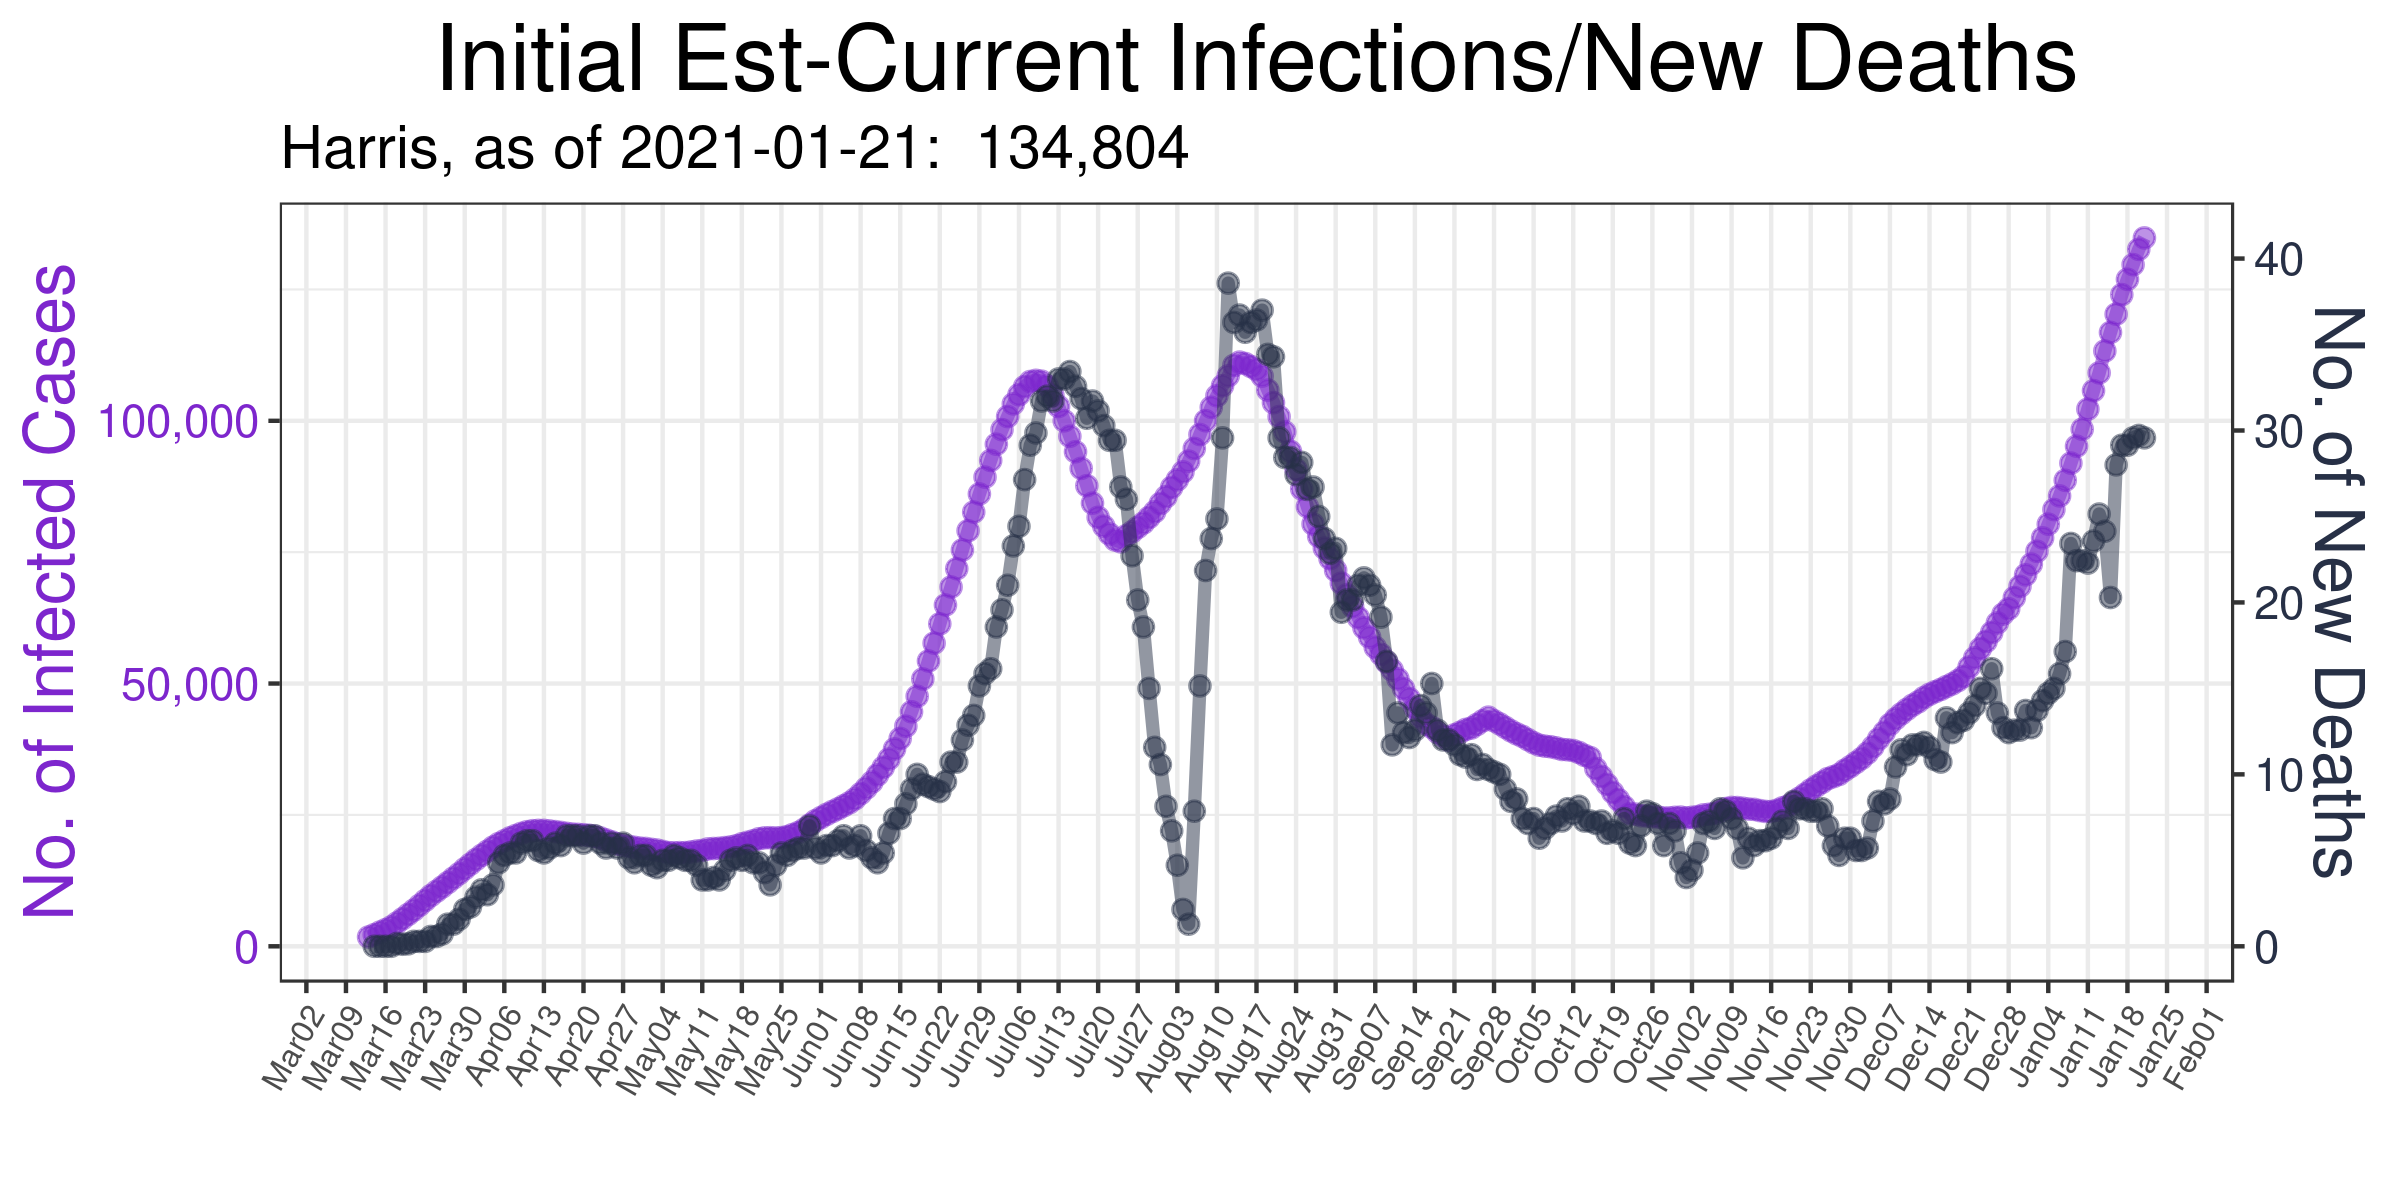 Initial Est-Current Infections/New Deaths
Harris, as of 2021-01-21:  134,804
No. of Infected Cases
100,000
50,000
0
40
30
20
10
0
No. of New Deaths
Mar02
Mar09
Mar16
Mar23
Mar30
Apr06
Apr13
Apr20
Apr27
May04
May11
May18
May25
Jun01
Jun08
Jun15
Jun22
Jun29
Jul06
Jul13
Jul20
Jul27
Aug03
Aug10
Aug17
Aug24
Aug31
Sep07
Sep14
Sep21
Sep28
Oct05
Oct12
Oct19
Oct26
Nov02
Nov09
Nov16
Nov23
Nov30
Dec07
Dec14
Dec21
Dec28
Jan04
Jan11
Jan18
Jan25
Feb01